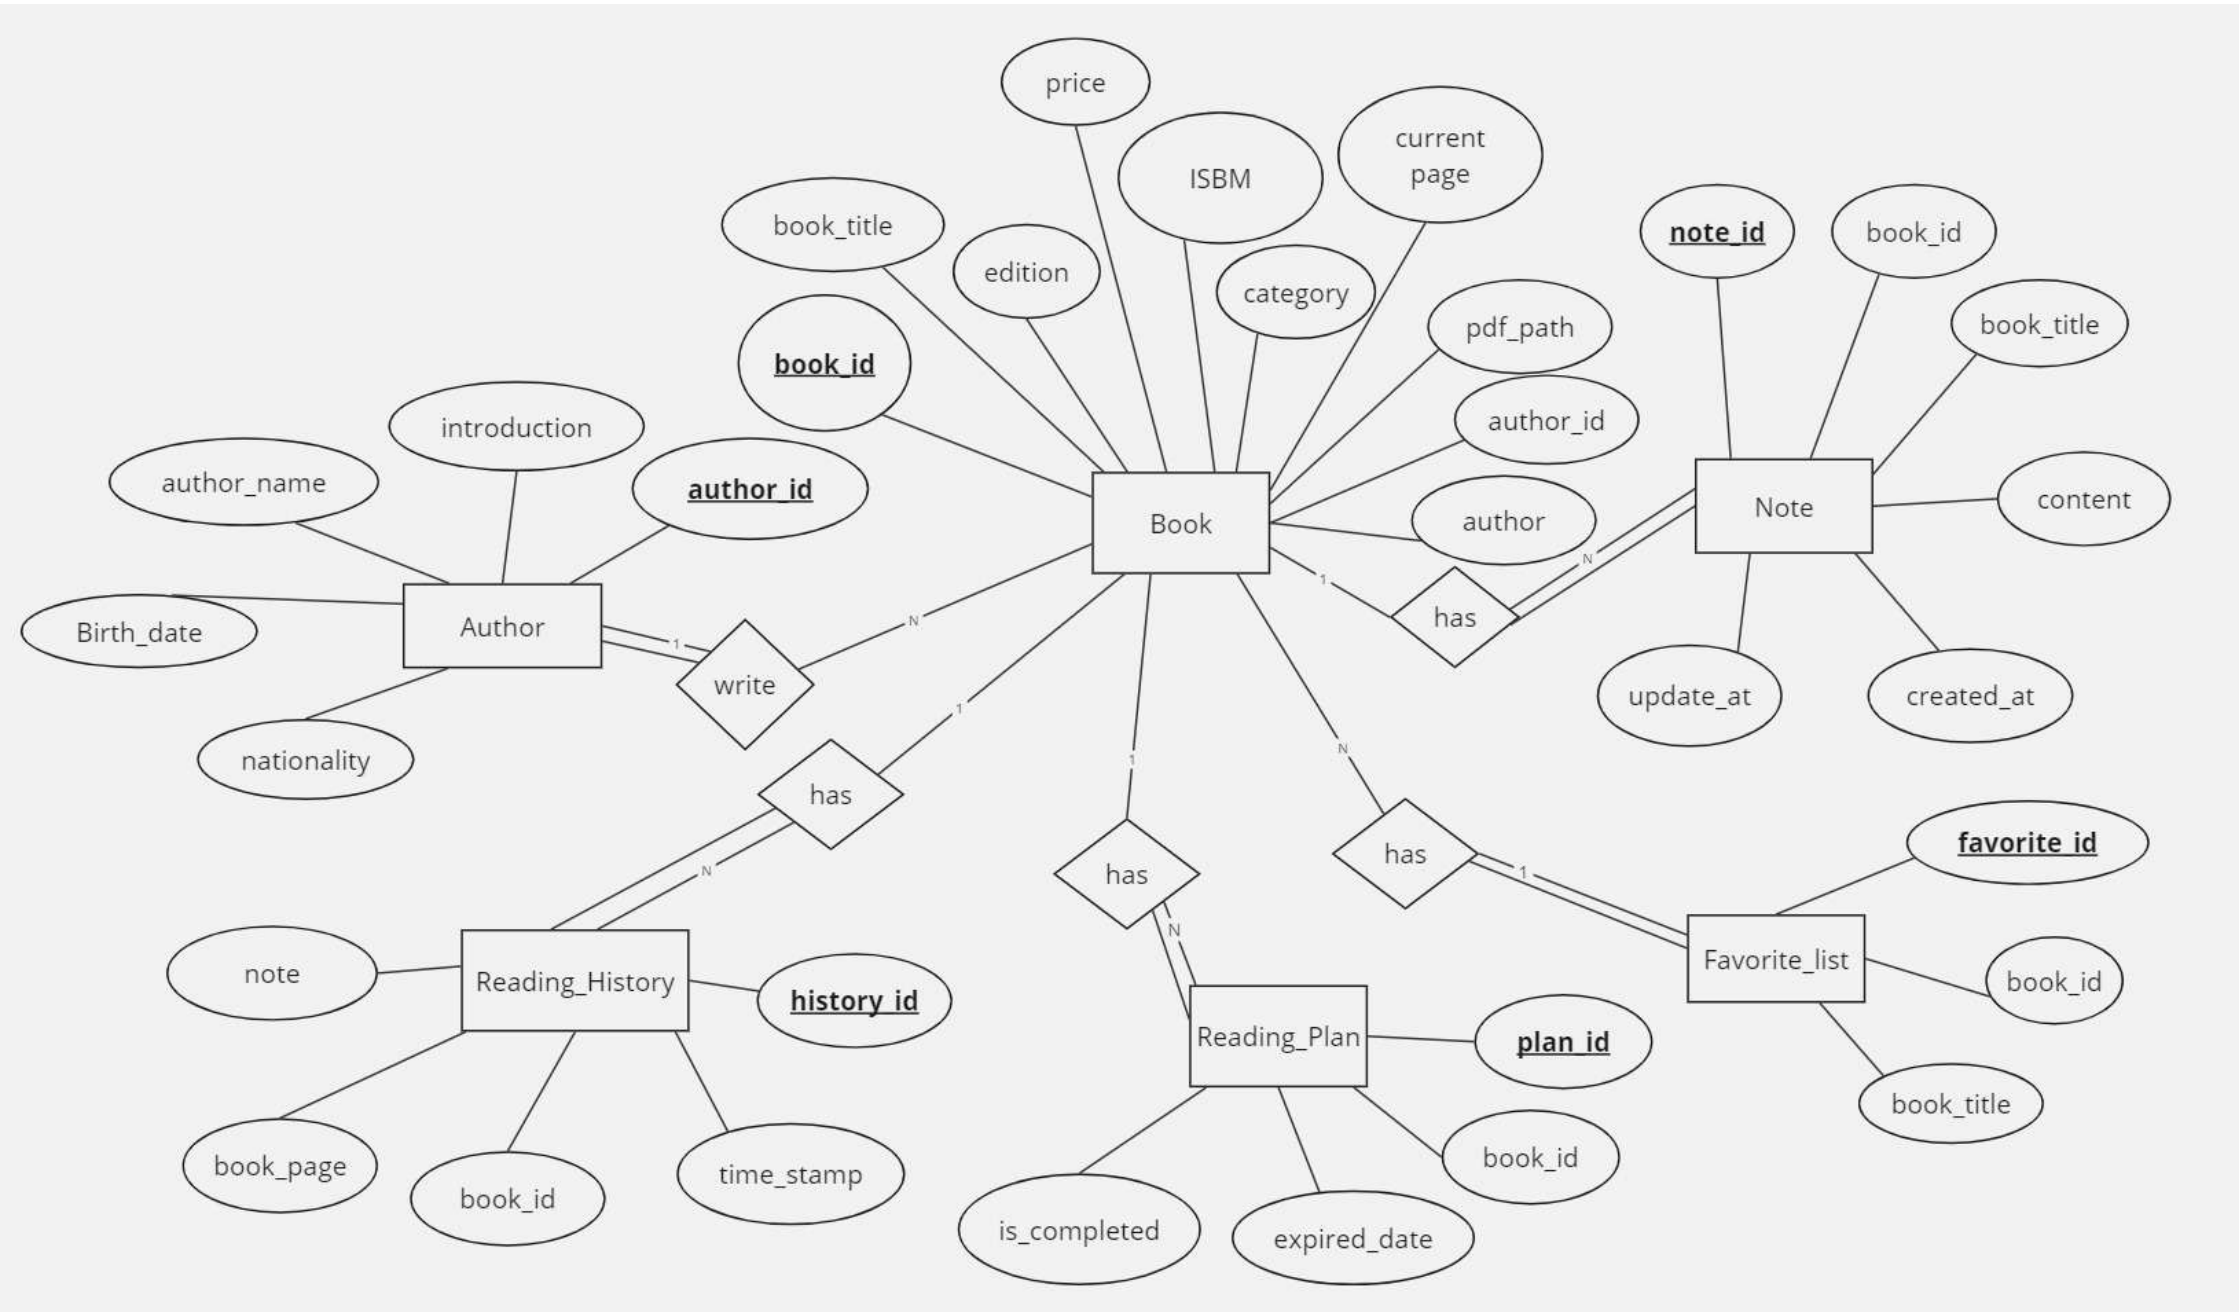 price
current
page
ISBM
book_title
note_id
book_id
edition
category
book_title
pdf_path
book_id
author_id
introduction
author_name
author_id
content
author
Book
Note
N
1
Birth_date
Author
N
1
write
update_at
created_at
1
nationality
N
1
has
has
has
favorite_id
has
1
N
N
Favorite_list
note
Reading_History
book_id
history_id
Reading_Plan
plan_id
book_title
book_page
time_stamp
book_id
book_id
is_completed
expired_date